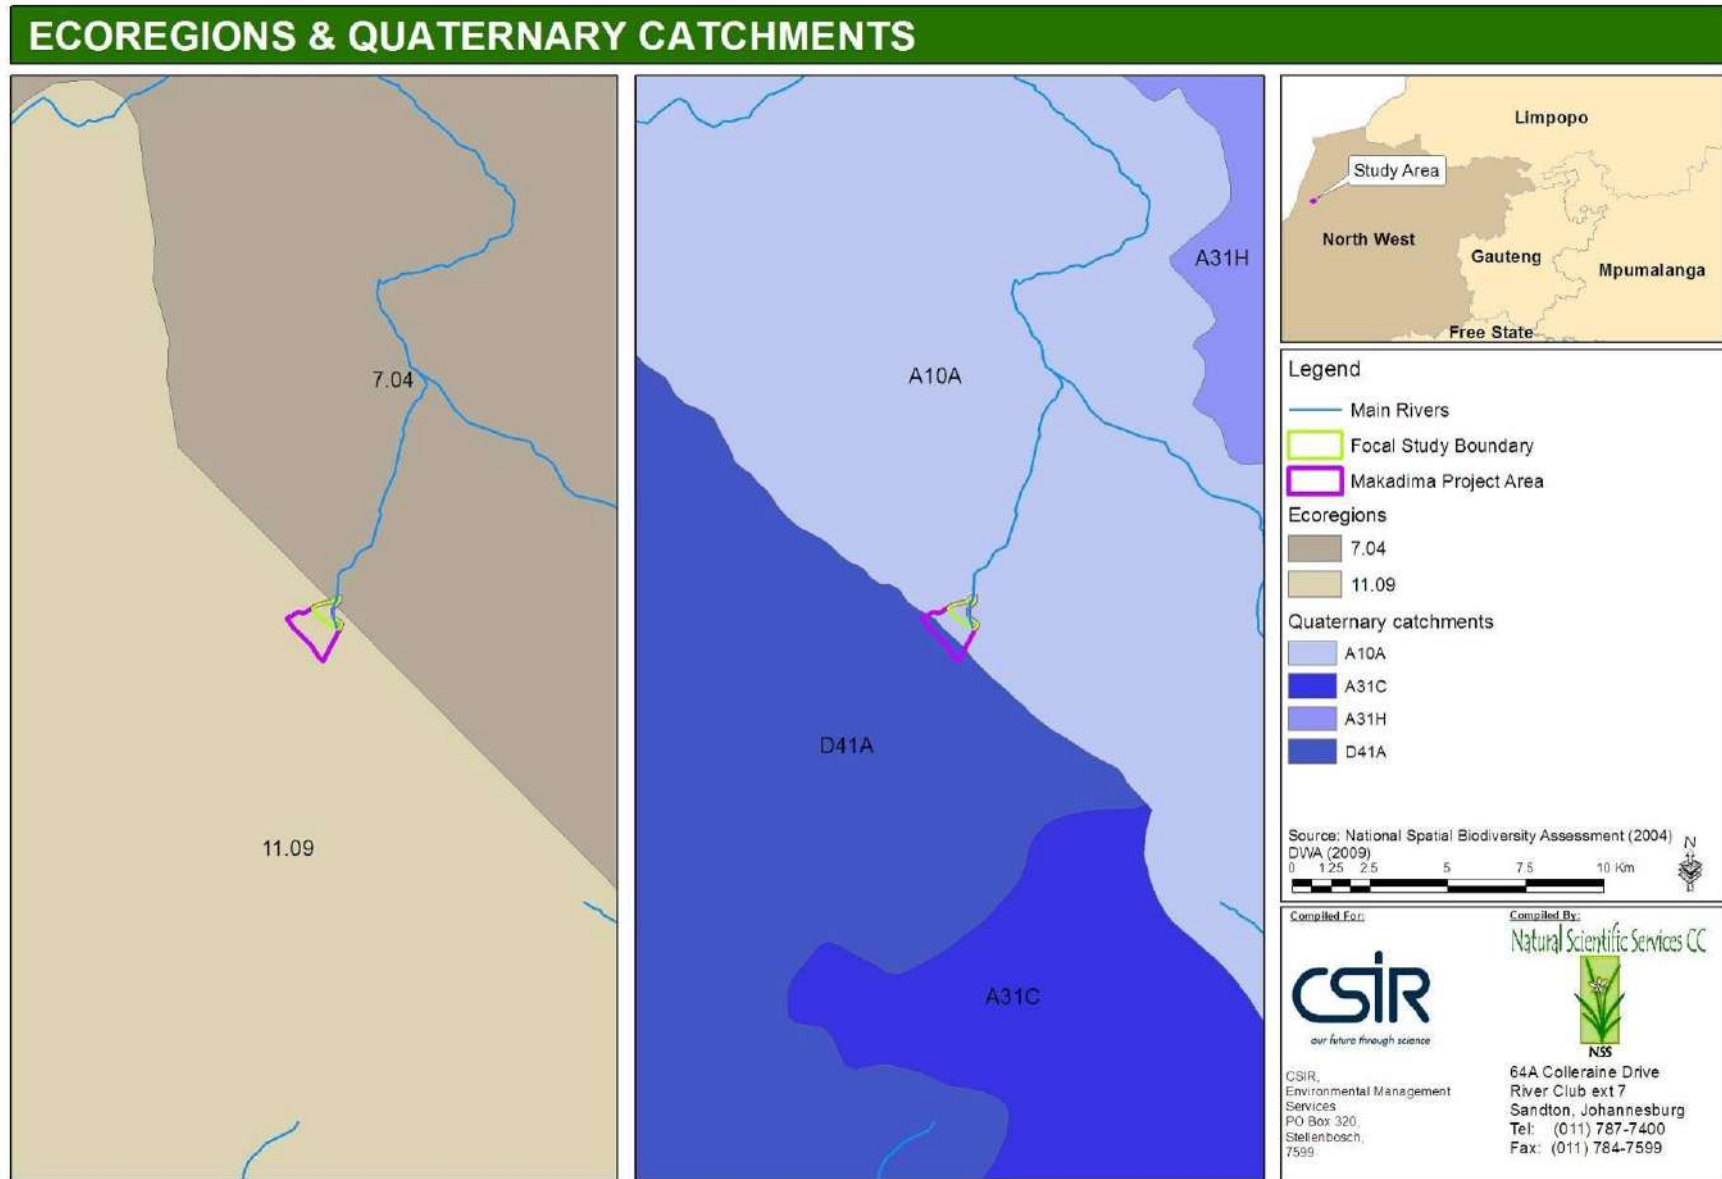 ECOREGIONS & QUATERNARY CATCHMENTS
7.04
11.09
A31H
A10A
D41A
A31C
Limpopo
Study Area
North West
Gauteng
Mpumalanga
Free State
Legend
Main Rivers
Focal Study Boundary
Makadima Project Area
Ecoregions
7.04
11.09
Quaternary catchments
A10A
A31C
A31H
D41A
Source: National Spatial Biodiversity Assessment (2004)
DWA (2009)
N
0 1.25 2.5 5 7.5 10 Km
Compiled For:
CSIR
our future through science
CSIR,
Environmental Management
Services
PO Box 320,
Stellenbosch,
7599
Compiled By:
Natural Scientific Services CC
NSS
64A Colleraine Drive
River Club ext 7
Sandton, Johannesburg
Tel: (011) 787-7400
Fax: (011) 784-7599